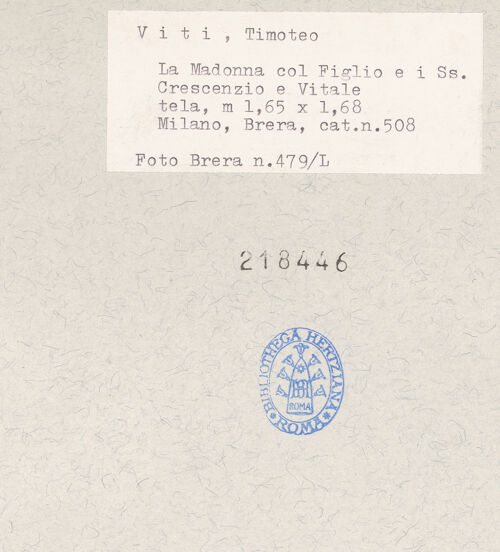 Viti, Timoteo
La Madonna col Figlio e i Ss.
Crescenzio e Vitale
tela, m 1,65 x 1,68
Milano, Brera, cat.n.508
Foto Brera n.479/L
218446
BIBLIOTHECA HERTZIANA
ROMA
* ROMA *